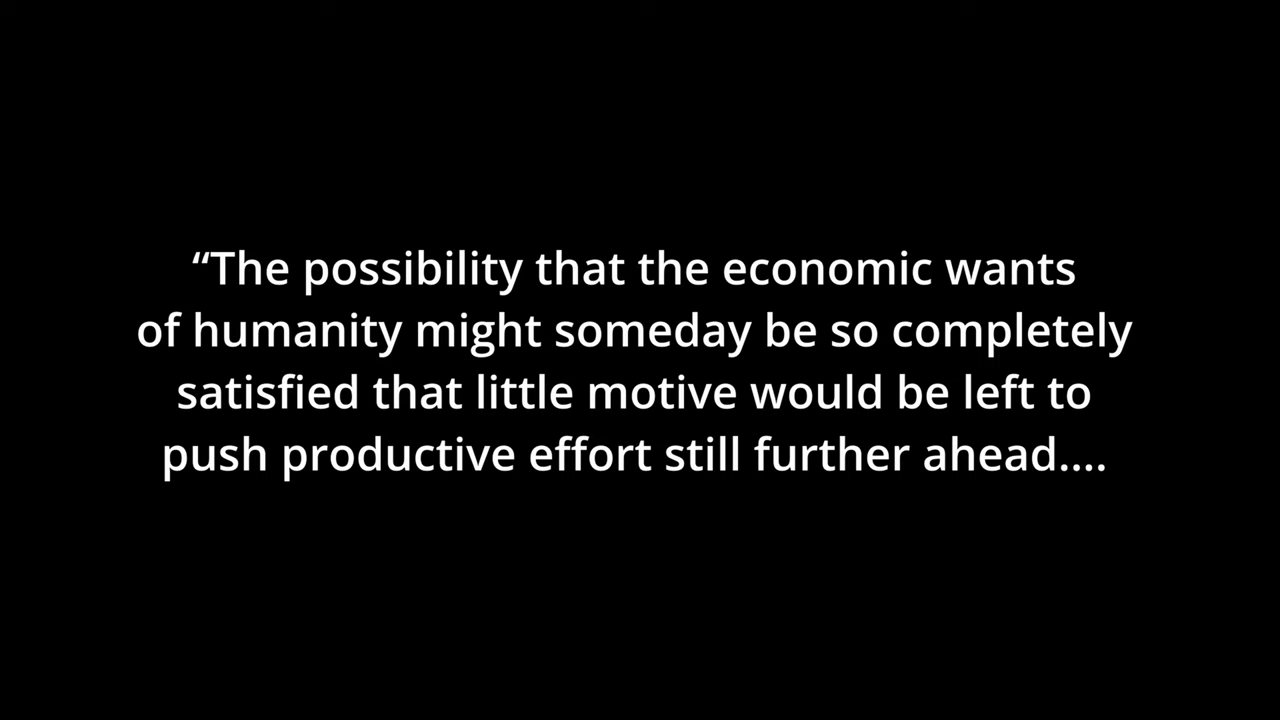 “The possibility that the economic wants
of humanity might someday be so completely
satisfied that little motive would be left to
push productive effort still further ahead....